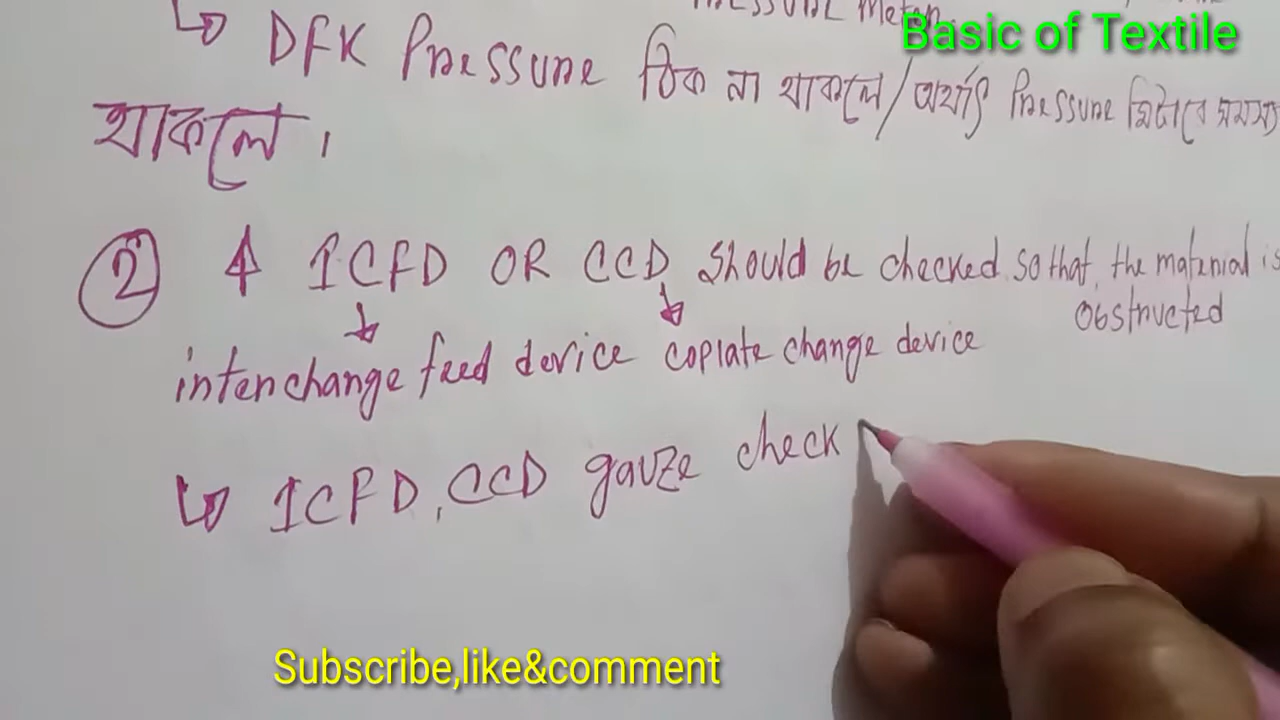 Meter
Basic of Textile
↳ DFK Pressure ঠিক না থাকলে/অর্থাৎ Pressure মিটারে সমস্য
থাকলে।
② ICFD OR CCD should be checked so that the material is
obstructed
interchange feed device coplate change device
↳ ICFD, CCD gauze check
Subscribe,like&comment